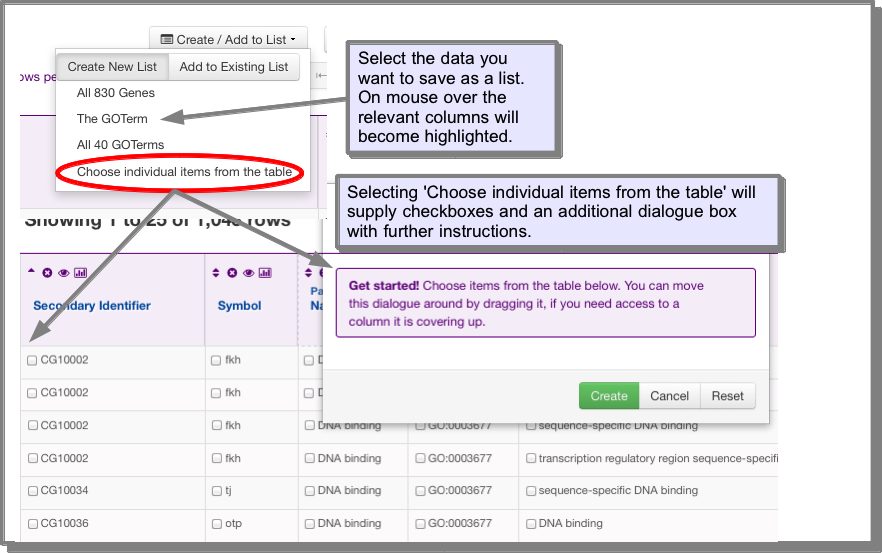 Create / Add to List
Create New List
Add to Existing List
ows pe
All 830 Genes
The GOTerm
All 40 GOTerms
Choose individual items from the table
Select the data you
want to save as a list.
On mouse over the
relevant columns will
become highlighted.
Selecting 'Choose individual items from the table' will
supply checkboxes and an additional dialogue box
with further instructions.
Showing 1 to 25 of 1,046 rows
Secondary Identifier
Symbol
Pa
Na
Get started! Choose items from the table below. You can move
this dialogue around by dragging it, if you need access to a
column it is covering up.
Create Cancel Reset
CG10002 fkh D
CG10002 fkh D
CG10002 fkh DNA binding GO:0003677 sequence-specific DNA binding
CG10002 fkh DNA binding GO:0003677 transcription regulatory region sequence-specifi
CG10034 tj DNA binding GO:0003677 sequence-specific DNA binding
CG10036 otp DNA binding GO:0003677 DNA binding